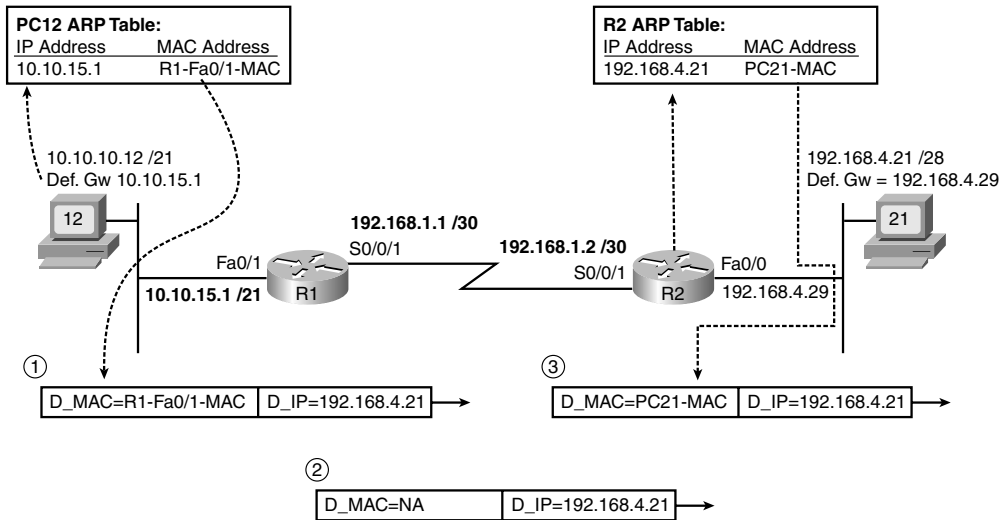 PC12 ARP Table:
IP Address MAC Address
10.10.15.1 R1-Fa0/1-MAC
R2 ARP Table:
IP Address MAC Address
192.168.4.21 PC21-MAC
10.10.10.12 /21
Def. Gw 10.10.15.1
192.168.4.21 /28
Def. Gw = 192.168.4.29
12
21
192.168.1.1 /30
S0/0/1
192.168.1.2 /30
S0/0/1
Fa0/1
10.10.15.1 /21
R1
R2
Fa0/0
192.168.4.29
1
D_MAC=R1-Fa0/1-MAC D_IP=192.168.4.21
3
D_MAC=PC21-MAC D_IP=192.168.4.21
2
D_MAC=NA D_IP=192.168.4.21